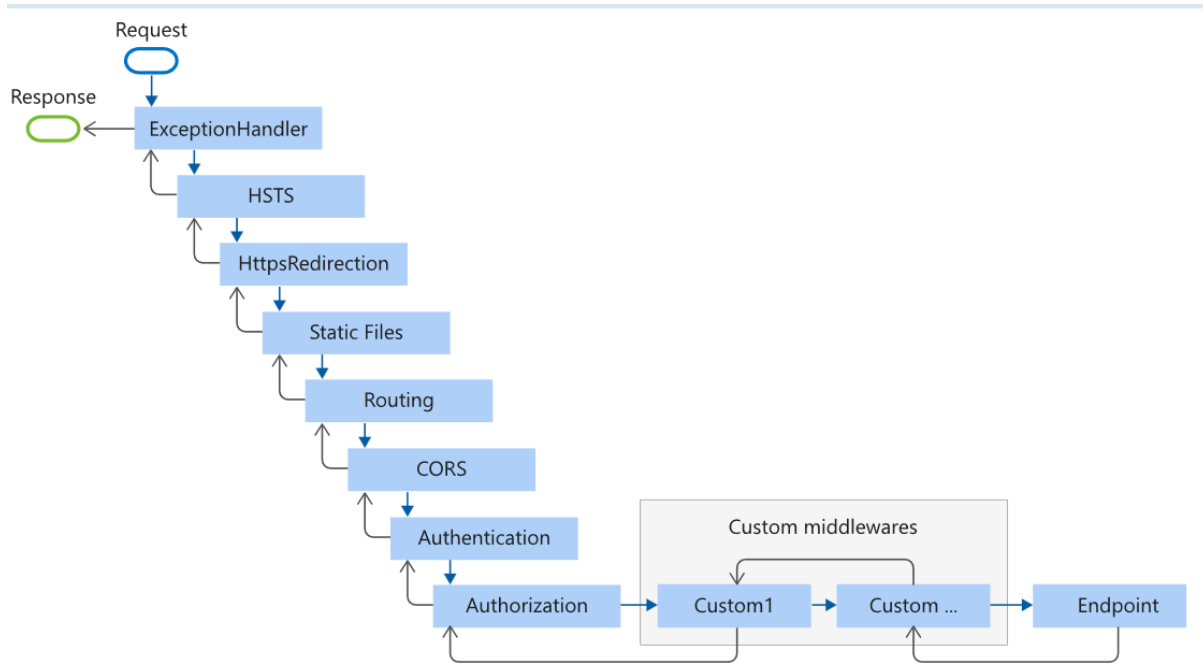 Request
Response
ExceptionHandler
HSTS
HttpsRedirection
Static Files
Routing
CORS
Authentication
Custom middlewares
Authorization
Custom1
Custom ...
Endpoint